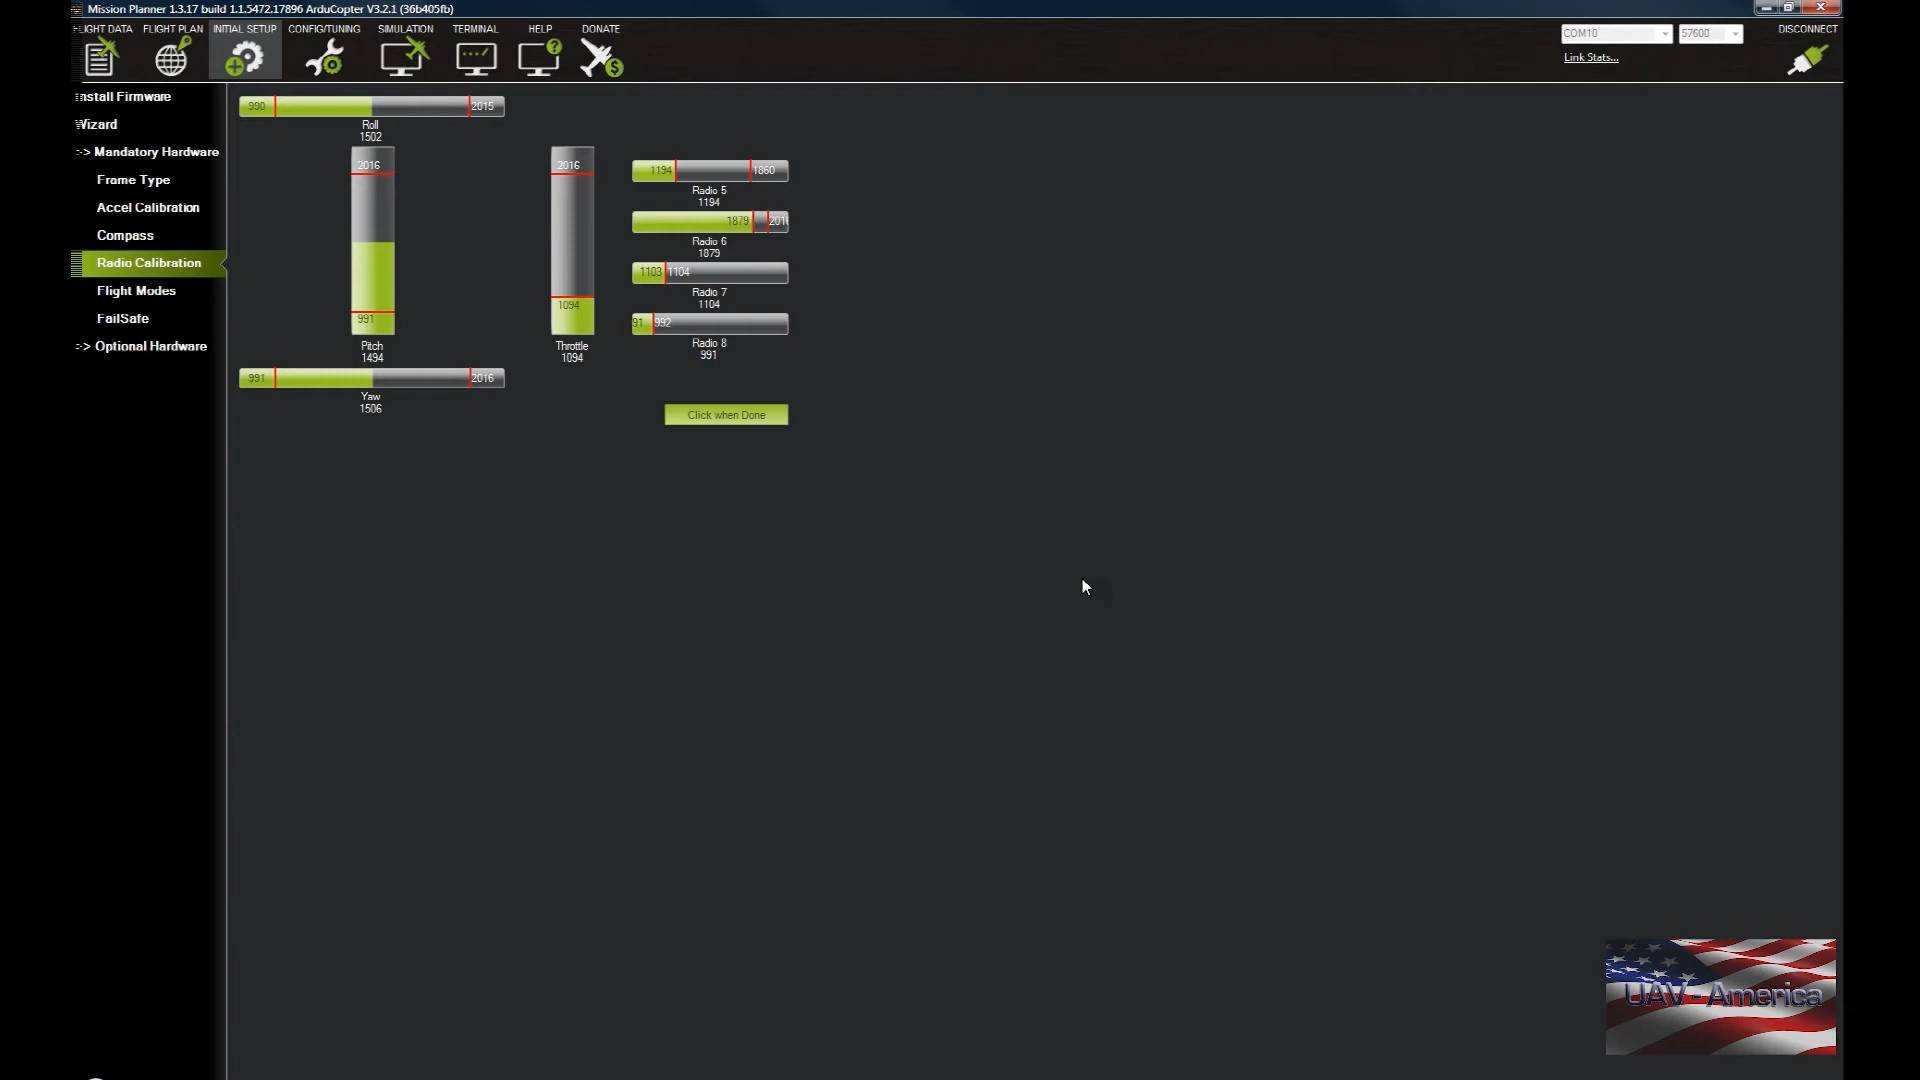 Mission Planner 1.3.17 build 1.1.5472.17896 ArduCopter V3.2.1 (36b405fb)
LIGHT DATA FLIGHT PLAN INITIAL SETUP CONFIG/TUNING SIMULATION TERMINAL HELP DONATE
COM10 57600 DISCONNECT
Link Stats...
nstall Firmware
Wizard
>> Mandatory Hardware
Frame Type
Accel Calibration
Compass
Radio Calibration
Flight Modes
FailSafe
>> Optional Hardware
990 2015
Roll
1502
2016
991
Pitch
1494
2016
1094
Throttle
1094
1194 1860
Radio 5
1194
1879 201
Radio 6
1879
1103 1104
Radio 7
1104
91 992
Radio 8
991
991 2016
Yaw
1506
Click when Done
UAV - America